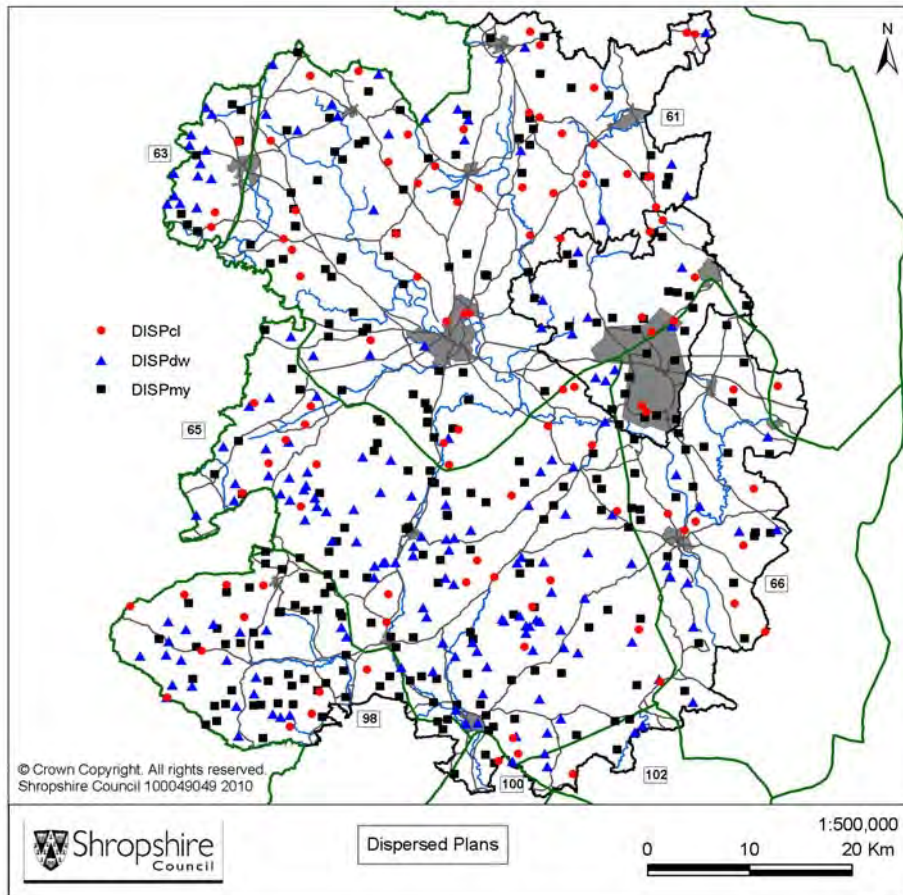 N
61
63
DISPcl
DISPdw
DISPmy
65
66
98
100
102
© Crown Copyright. All rights reserved.
Shropshire Council 100049049 2010
Shropshire
Council
Dispersed Plans
1:500,000
0 10 20 Km